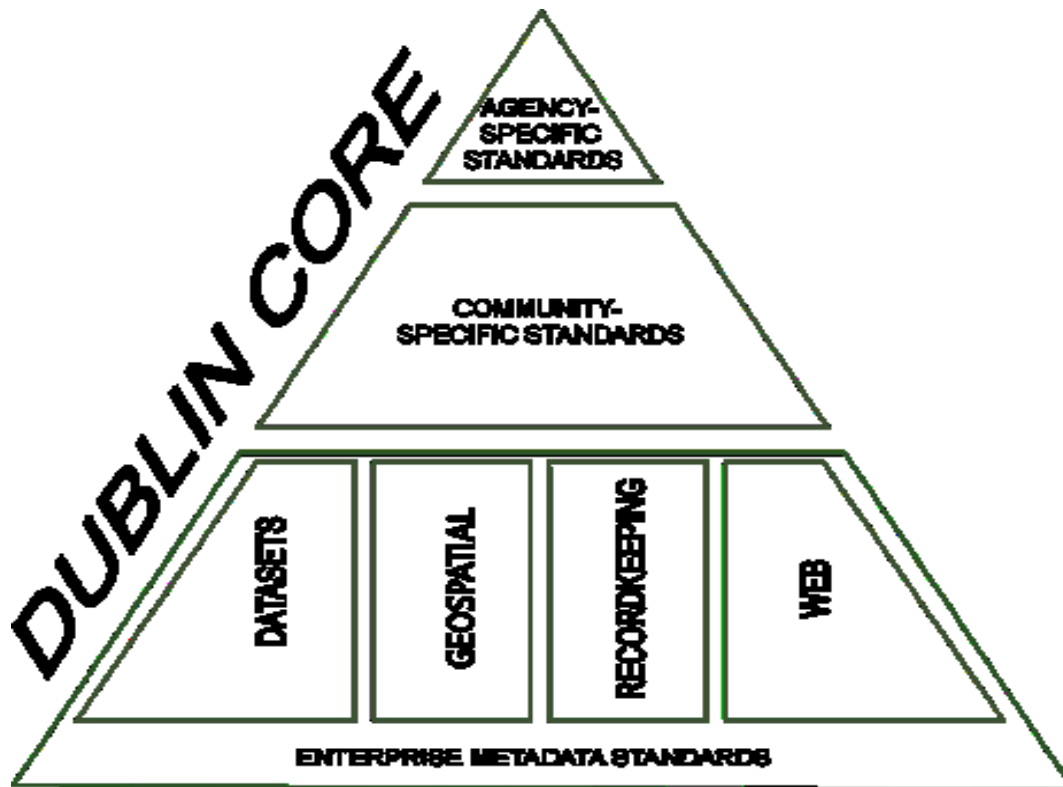 DUBLIN CORE
AGENCY-
SPECIFIC
STANDARDS
COMMUNITY-
SPECIFIC STANDARDS
DATASETS
GEOSPATIAL
RECORDKEEPING
WEB
ENTERPRISE METADATA STANDARDS